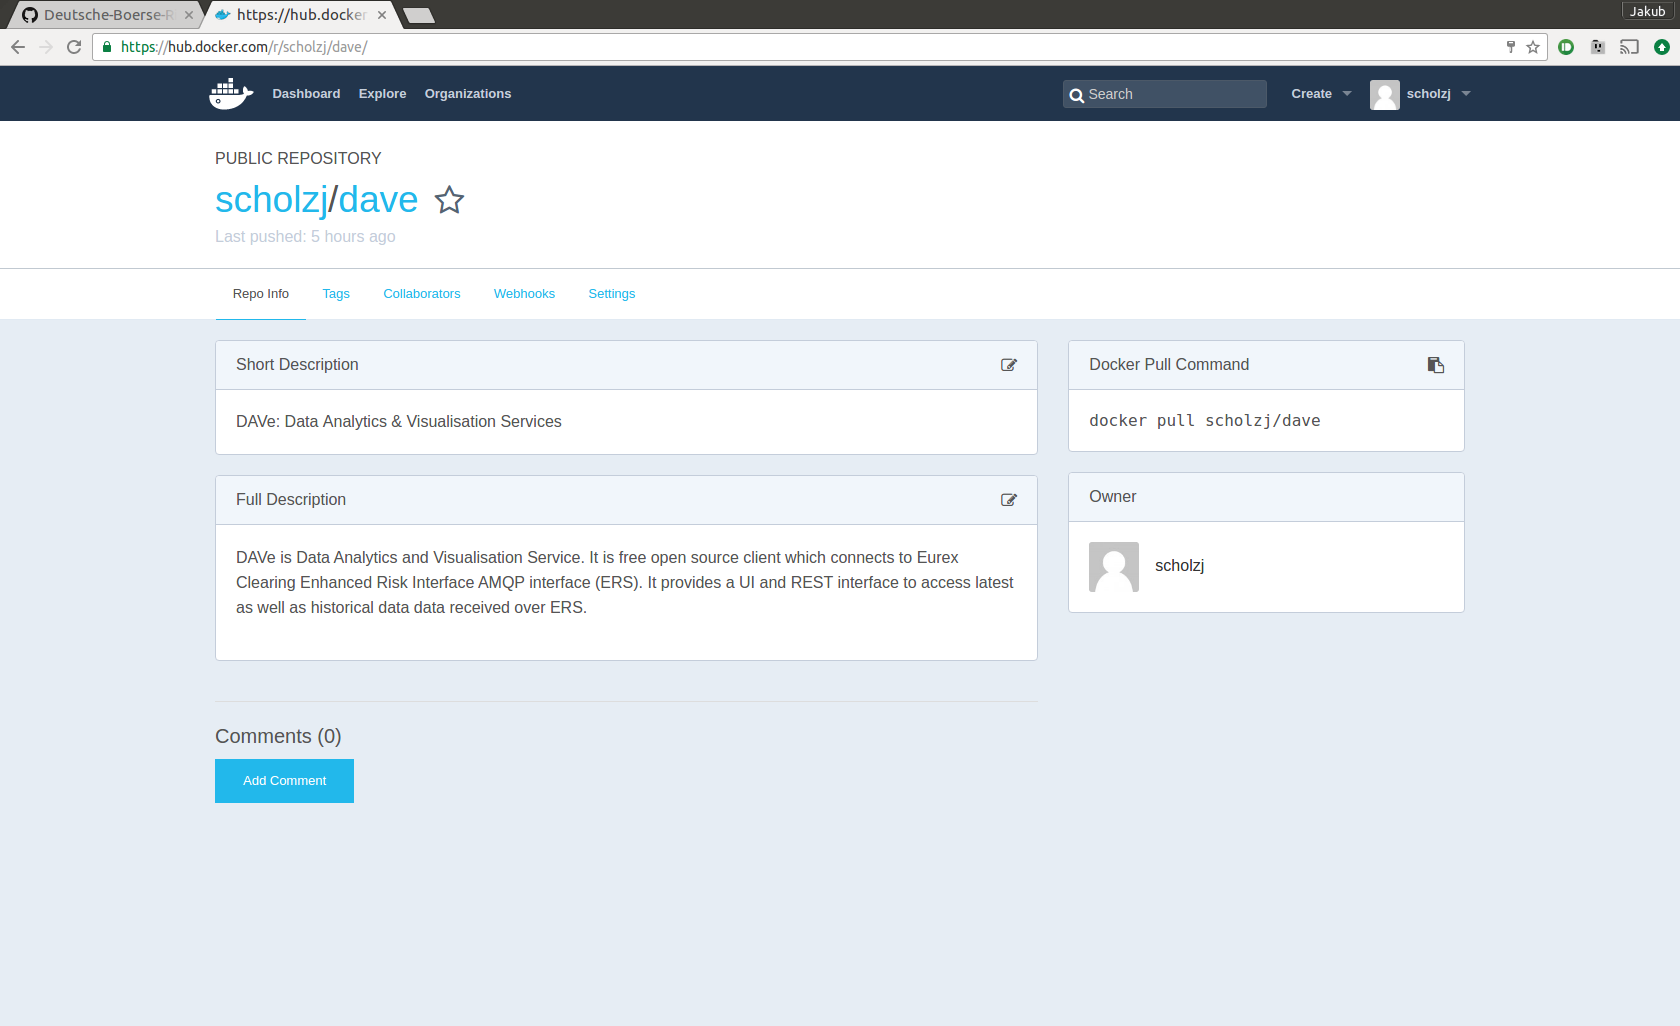 Deutsche-Boerse-R
https://hub.docker
Jakub
https://hub.docker.com/r/scholzj/dave/
Dashboard Explore Organizations
Search
Create
scholzj
PUBLIC REPOSITORY
scholzj/dave
Last pushed: 5 hours ago
Repo Info Tags Collaborators Webhooks Settings
Short Description
DAVe: Data Analytics & Visualisation Services
Full Description
DAVe is Data Analytics and Visualisation Service. It is free open source client which connects to Eurex
Clearing Enhanced Risk Interface AMQP interface (ERS). It provides a UI and REST interface to access latest
as well as historical data data received over ERS.
Docker Pull Command
docker pull scholzj/dave
Owner
scholzj
Comments (0)
Add Comment